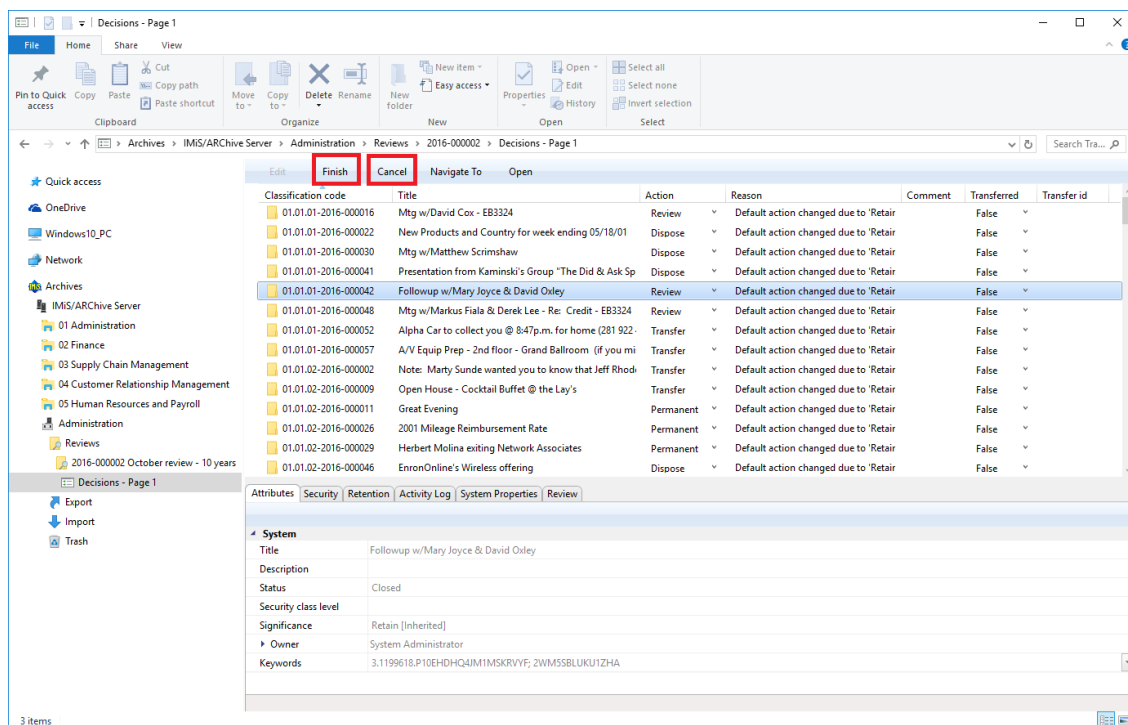 Decisions - Page 1
File Home Share View
Pin to Quick access
Copy
Paste
Cut
Copy path
Paste shortcut
Move to
Copy to
Delete
Rename
New folder
New item
Easy access
Properties
Open
Edit
History
Select all
Select none
Invert selection
Clipboard Organize New Open Select
Archives > IMiS/ARChive Server > Administration > Reviews > 2016-000002 > Decisions - Page 1
Search Tra...
Quick access
OneDrive
Windows10_PC
Network
Archives
IMiS/ARChive Server
01 Administration
02 Finance
03 Supply Chain Management
04 Customer Relationship Management
05 Human Resources and Payroll
Administration
Reviews
2016-000002 October review - 10 years
Decisions - Page 1
Export
Import
Trash
Edit Finish Cancel Navigate To Open
Classification code Title Action Reason Comment Transferred Transfer id
01.01.01-2016-000016 Mtg w/David Cox - EB3324 Review Default action changed due to 'Retair False
01.01.01-2016-000022 New Products and Country for week ending 05/18/01 Dispose Default action changed due to 'Retair False
01.01.01-2016-000030 Mtg w/Matthew Scrimshaw Dispose Default action changed due to 'Retair False
01.01.01-2016-000041 Presentation from Kaminski's Group "The Did & Ask Sp Dispose Default action changed due to 'Retair False
01.01.01-2016-000042 Followup w/Mary Joyce & David Oxley Review Default action changed due to 'Retair False
01.01.01-2016-000048 Mtg w/Markus Fiala & Derek Lee - Re: Credit - EB3324 Review Default action changed due to 'Retair False
01.01.01-2016-000052 Alpha Car to collect you @ 8:47p.m. for home (281 922 Transfer Default action changed due to 'Retair False
01.01.01-2016-000057 A/V Equip Prep - 2nd floor - Grand Ballroom (if you mi Transfer Default action changed due to 'Retair False
01.01.02-2016-000002 Note: Marty Sunde wanted you to know that Jeff Rhod Transfer Default action changed due to 'Retair False
01.01.02-2016-000009 Open House - Cocktail Buffet @ the Lay's Transfer Default action changed due to 'Retair False
01.01.02-2016-000011 Great Evening Permanent Default action changed due to 'Retair False
01.01.02-2016-000026 2001 Mileage Reimbursement Rate Permanent Default action changed due to 'Retair False
01.01.02-2016-000029 Herbert Molina exiting Network Associates Permanent Default action changed due to 'Retair False
01.01.02-2016-000046 EnronOnline's Wireless offering Dispose Default action changed due to 'Retair False
Attributes Security Retention Activity Log System Properties Review
System
Title Followup w/Mary Joyce & David Oxley
Description
Status Closed
Security class level
Significance Retain [Inherited]
Owner System Administrator
Keywords 3.1199618.P10EHDHQ4JM1MSKRVYF; 2WM5SBLUKU1ZHA
3 items